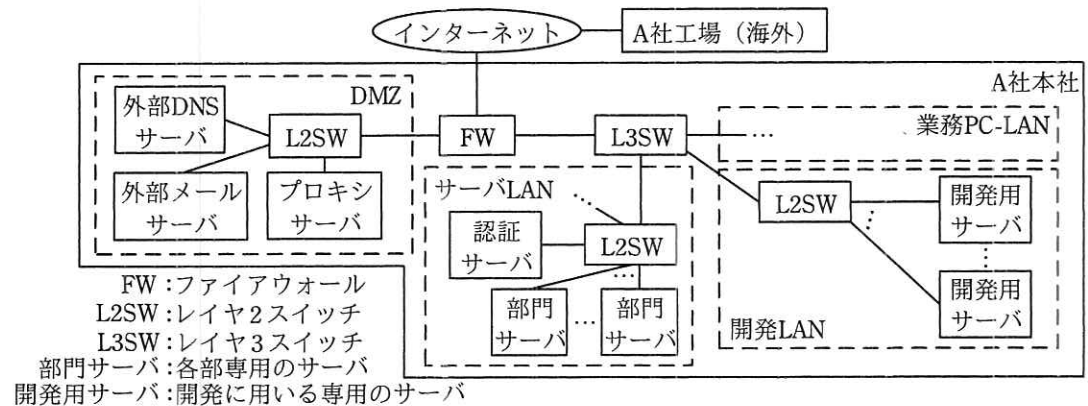 インターネット
A社工場(海外)
A社本社
DMZ
外部DNS
サーバ
L2SW
外部メール
サーバ
プロキシ
サーバ
FW
L3SW
…
業務PC-LAN
サーバLAN
…
認証
サーバ
L2SW
…
部門
サーバ
…
部門
サーバ
L2SW
…
開発用
サーバ
…
開発用
サーバ
開発LAN
FW:ファイアウォール
L2SW:レイヤ2スイッチ
L3SW:レイヤ3スイッチ
部門サーバ:各部専用のサーバ
開発用サーバ:開発に用いる専用のサーバ